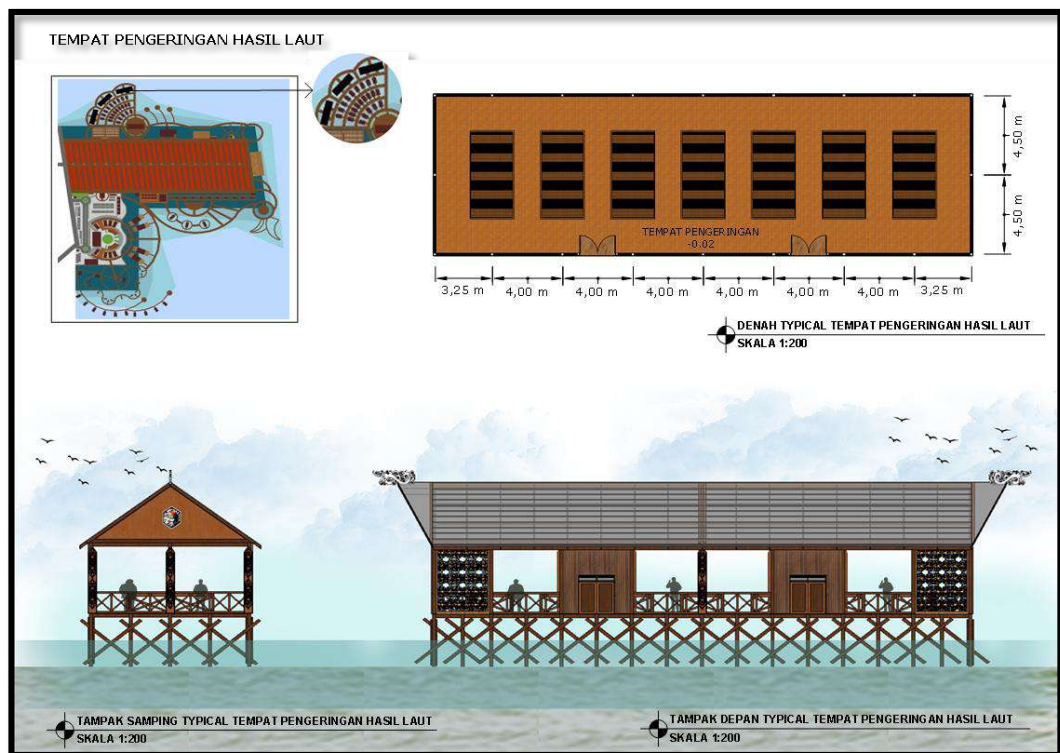 TEMPAT PENGERINGAN HASIL LAUT
4,50 m
4,50 m
TEMPAT PENGERINGAN
-0.02
3,25 m 4,00 m 4,00 m 4,00 m 4,00 m 4,00 m 4,00 m 3,25 m
DENAH TYPICAL TEMPAT PENGERINGAN HASIL LAUT
SKALA 1:200
TAMPAK SAMPING TYPICAL TEMPAT PENGERINGAN HASIL LAUT
SKALA 1:200
TAMPAK DEPAN TYPICAL TEMPAT PENGERINGAN HASIL LAUT
SKALA 1:200